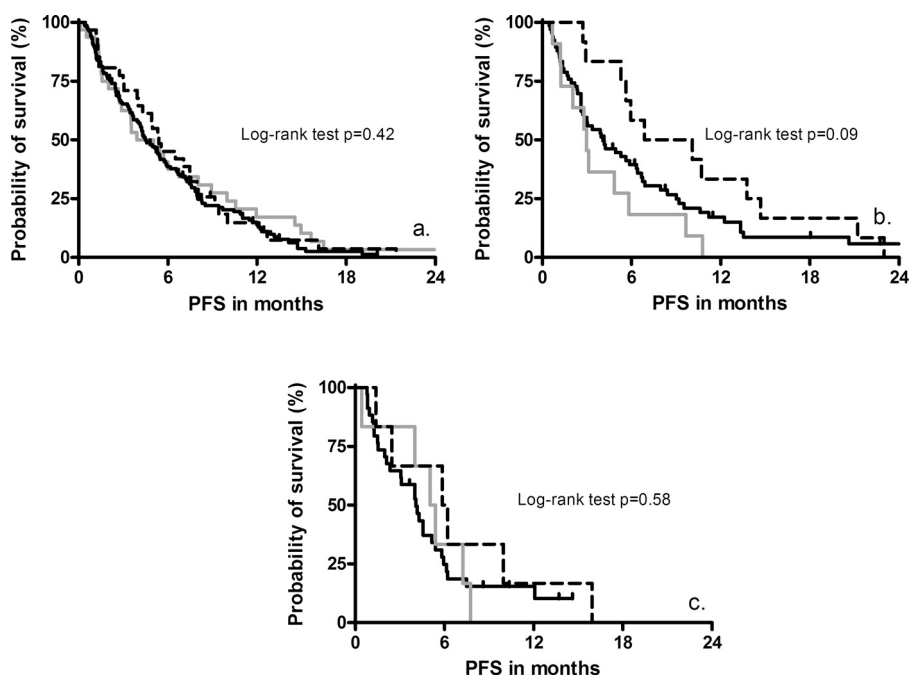 Probability of survival (%)
100
75
50
25
0
Log-rank test p=0.42
a.
0 6 12 18 24
PFS in months
Probability of survival (%)
100
75
50
25
0
Log-rank test p=0.09
b.
0 6 12 18 24
PFS in months
Probability of survival (%)
100
75
50
25
0
Log-rank test p=0.58
c.
0 6 12 18 24
PFS in months